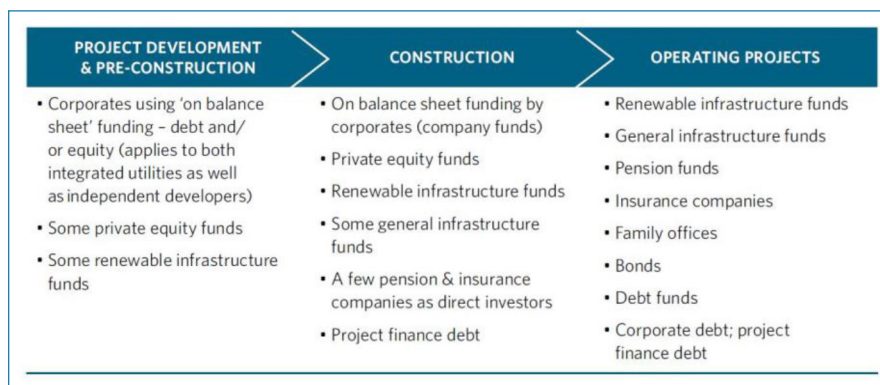 PROJECT DEVELOPMENT
& PRE-CONSTRUCTION
• Corporates using ‘on balance
sheet’ funding – debt and/
or equity (applies to both
integrated utilities as well
as independent developers)
• Some private equity funds
• Some renewable infrastructure
funds
CONSTRUCTION
• On balance sheet funding by
corporates (company funds)
• Private equity funds
• Renewable infrastructure funds
• Some general infrastructure
funds
• A few pension & insurance
companies as direct investors
• Project finance debt
OPERATING PROJECTS
• Renewable infrastructure funds
• General infrastructure funds
• Pension funds
• Insurance companies
• Family offices
• Bonds
• Debt funds
• Corporate debt; project
finance debt